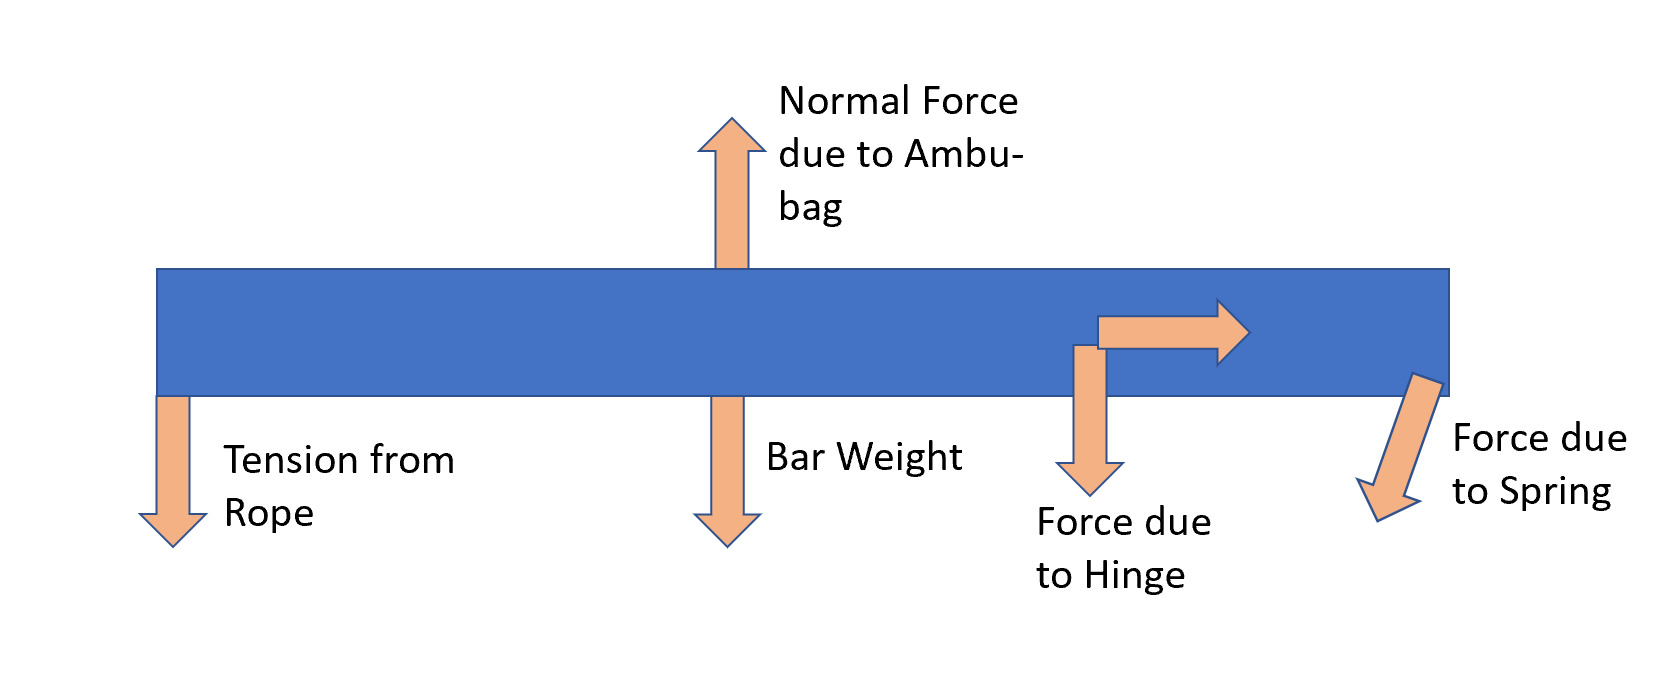 Normal Force
due to Ambu-
bag
Tension from
Rope
Bar Weight
Force due
to Hinge
Force due
to Spring